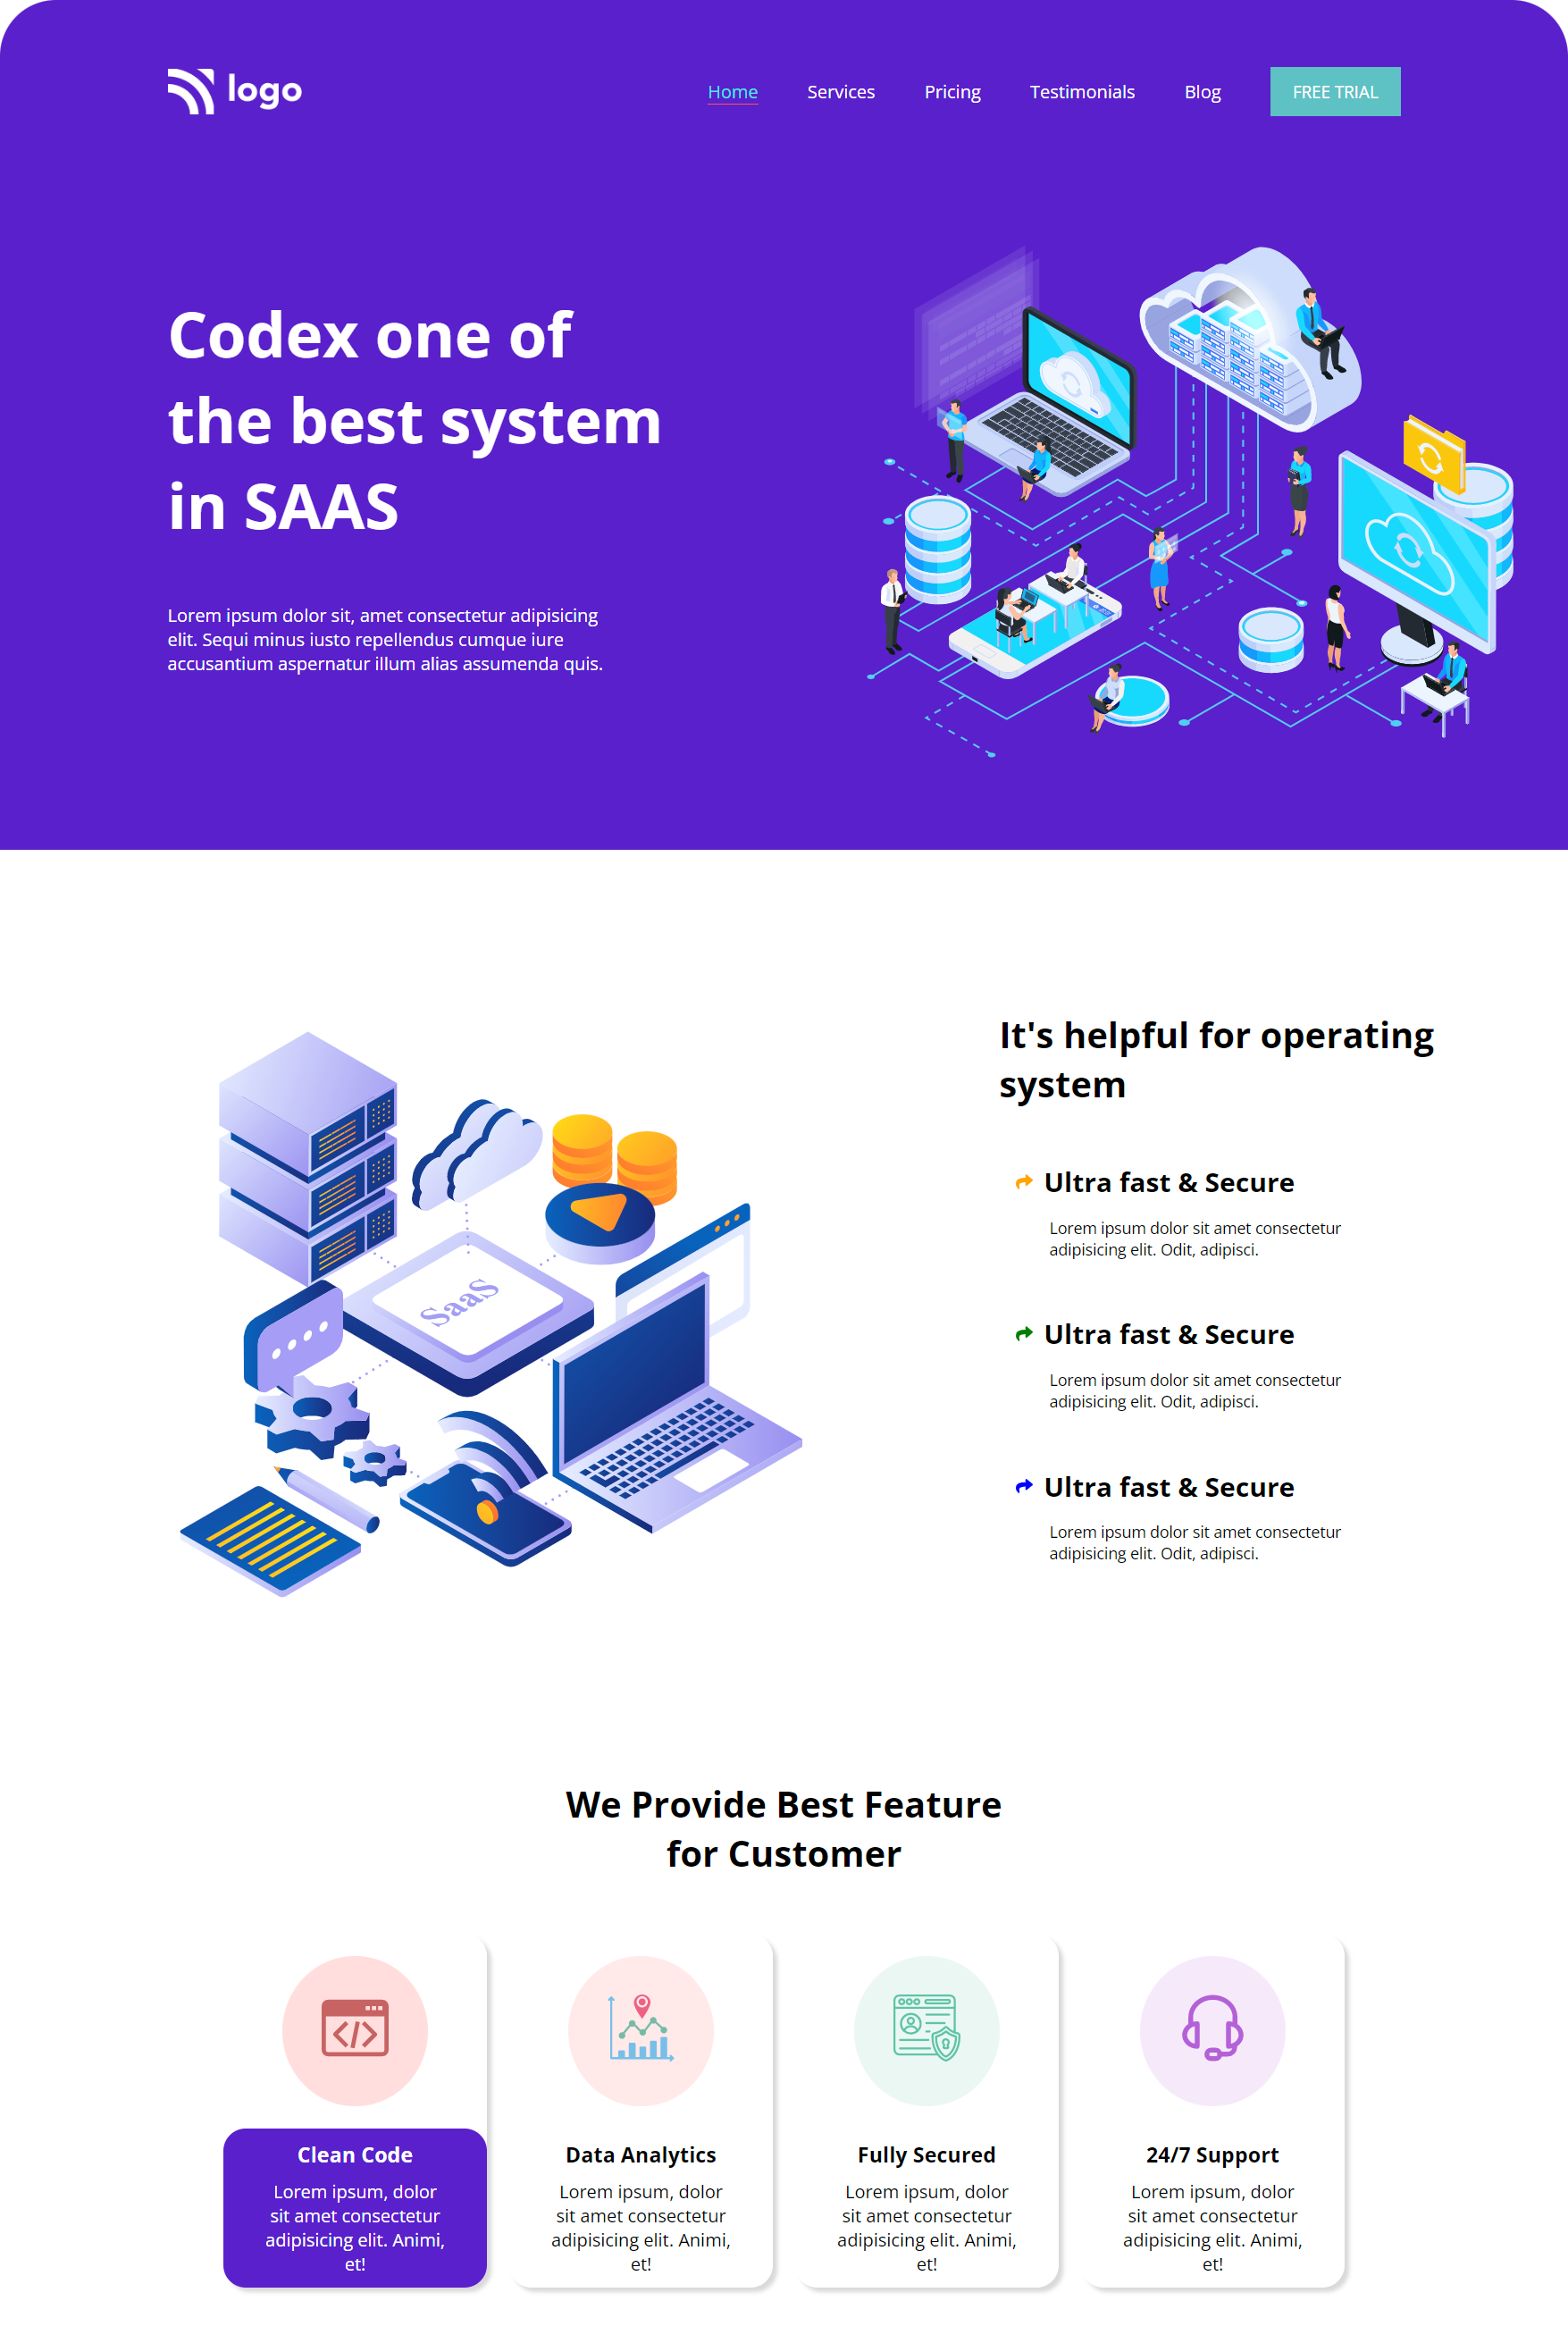 logo
Home Services Pricing Testimonials Blog FREE TRIAL
Codex one of
the best system
in SAAS
Lorem ipsum dolor sit, amet consectetur adipisicing
elit. Sequi minus iusto repellendus cumque iure
accusantium aspernatur illum alias assumenda quis.
SaaS
It's helpful for operating
system
Ultra fast & Secure
Lorem ipsum dolor sit amet consectetur
adipisicing elit. Odit, adipisci.
Ultra fast & Secure
Lorem ipsum dolor sit amet consectetur
adipisicing elit. Odit, adipisci.
Ultra fast & Secure
Lorem ipsum dolor sit amet consectetur
adipisicing elit. Odit, adipisci.
We Provide Best Feature
for Customer
Clean Code
Lorem ipsum, dolor
sit amet consectetur
adipisicing elit. Animi,
et!
Data Analytics
Lorem ipsum, dolor
sit amet consectetur
adipisicing elit. Animi,
et!
Fully Secured
Lorem ipsum, dolor
sit amet consectetur
adipisicing elit. Animi,
et!
24/7 Support
Lorem ipsum, dolor
sit amet consectetur
adipisicing elit. Animi,
et!